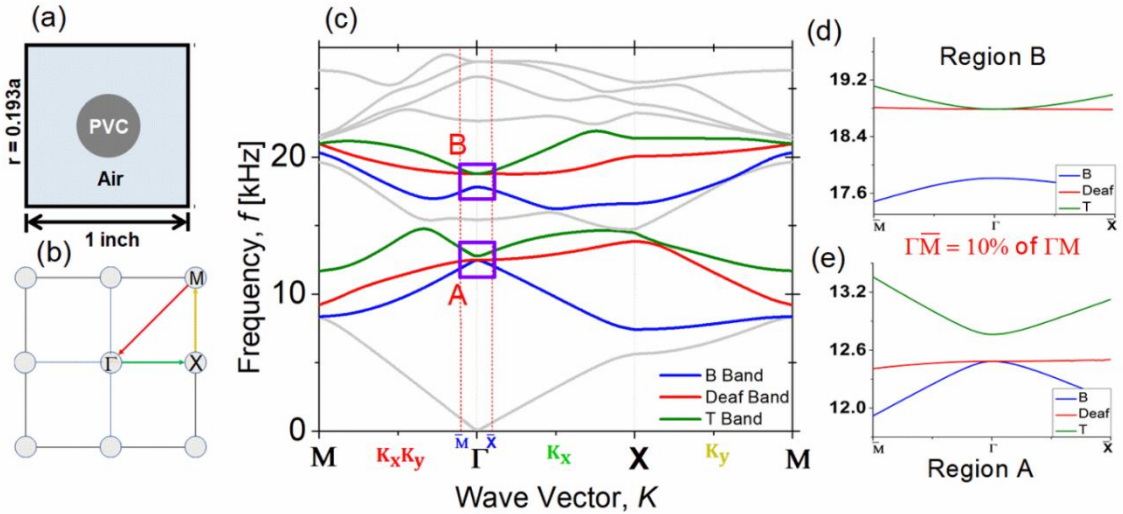 (a)
r = 0.193a
PVC
Air
1 inch
(b)
M
Γ
X
(c)
Frequency, f [kHz]
20
10
0
B
A
B Band
Deaf Band
T Band
M̅
X̅
M
KxKy
Γ
Kx
X
Ky
M
Wave Vector, K
(d)
Region B
19.2
18.4
17.6
B
Deaf
T
M̅
Γ
X̅
ΓM̅ = 10% of ΓM
(e)
13.2
12.6
12.0
B
Deaf
T
M̅
Γ
X̅
Region A